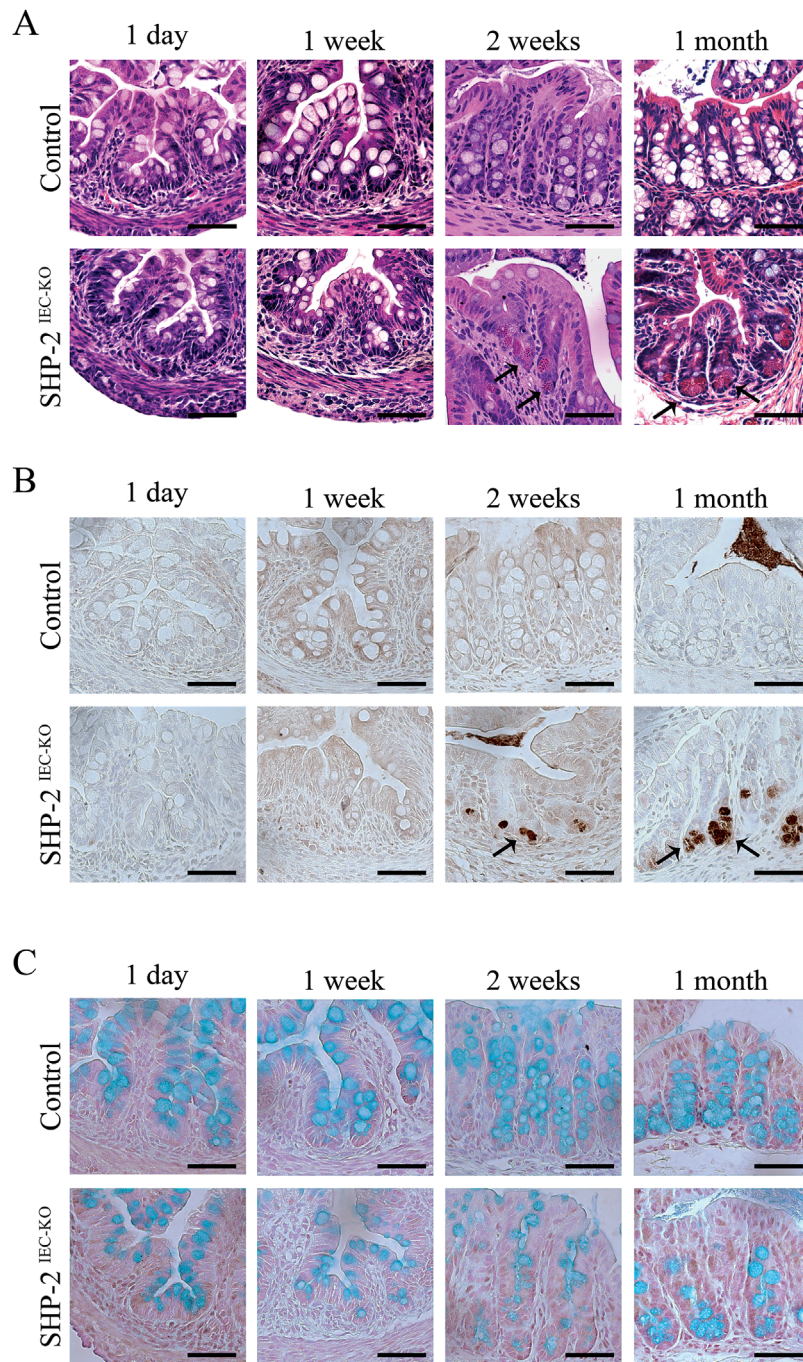 A
1 day 1 week 2 weeks 1 month
Control
SHP-2 IEC-KO
B
1 day 1 week 2 weeks 1 month
Control
SHP-2 IEC-KO
C
1 day 1 week 2 weeks 1 month
Control
SHP-2 IEC-KO